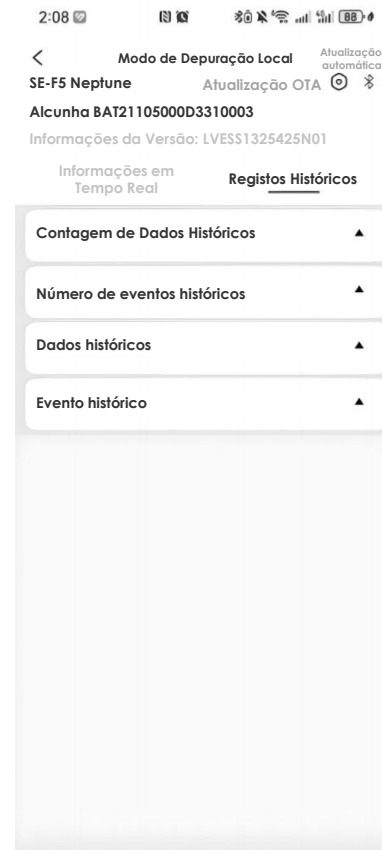 2:08
88
Modo de Depuração Local
Atualização
automática
SE-F5 Neptune
Atualização OTA
Alcunha BAT21105000D3310003
Informações da Versão: LVESS1325425N01
Informações em
Tempo Real
Registos Históricos
Contagem de Dados Históricos
Número de eventos históricos
Dados históricos
Evento histórico